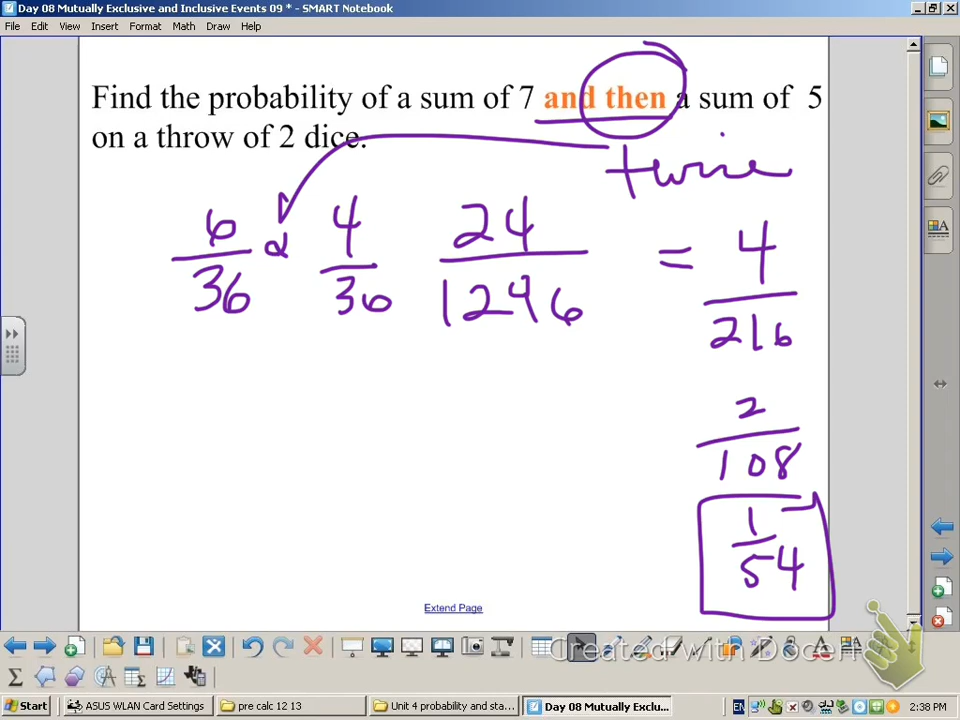 Day 08 Mutually Exclusive and Inclusive Events 09 * - SMART Notebook
File Edit View Insert Format Math Draw Help
Find the probability of a sum of 7 and then a sum of 5
on a throw of 2 dice.
twice
6 4 24 = 4
36 36 1296 216
2
108
1
54
Extend Page
Created with Doceri
Start ASUS WLAN Card Settings pre calc 12 13 Unit 4 probability and sta... Day 08 Mutually Exclu... EN 2:38 PM